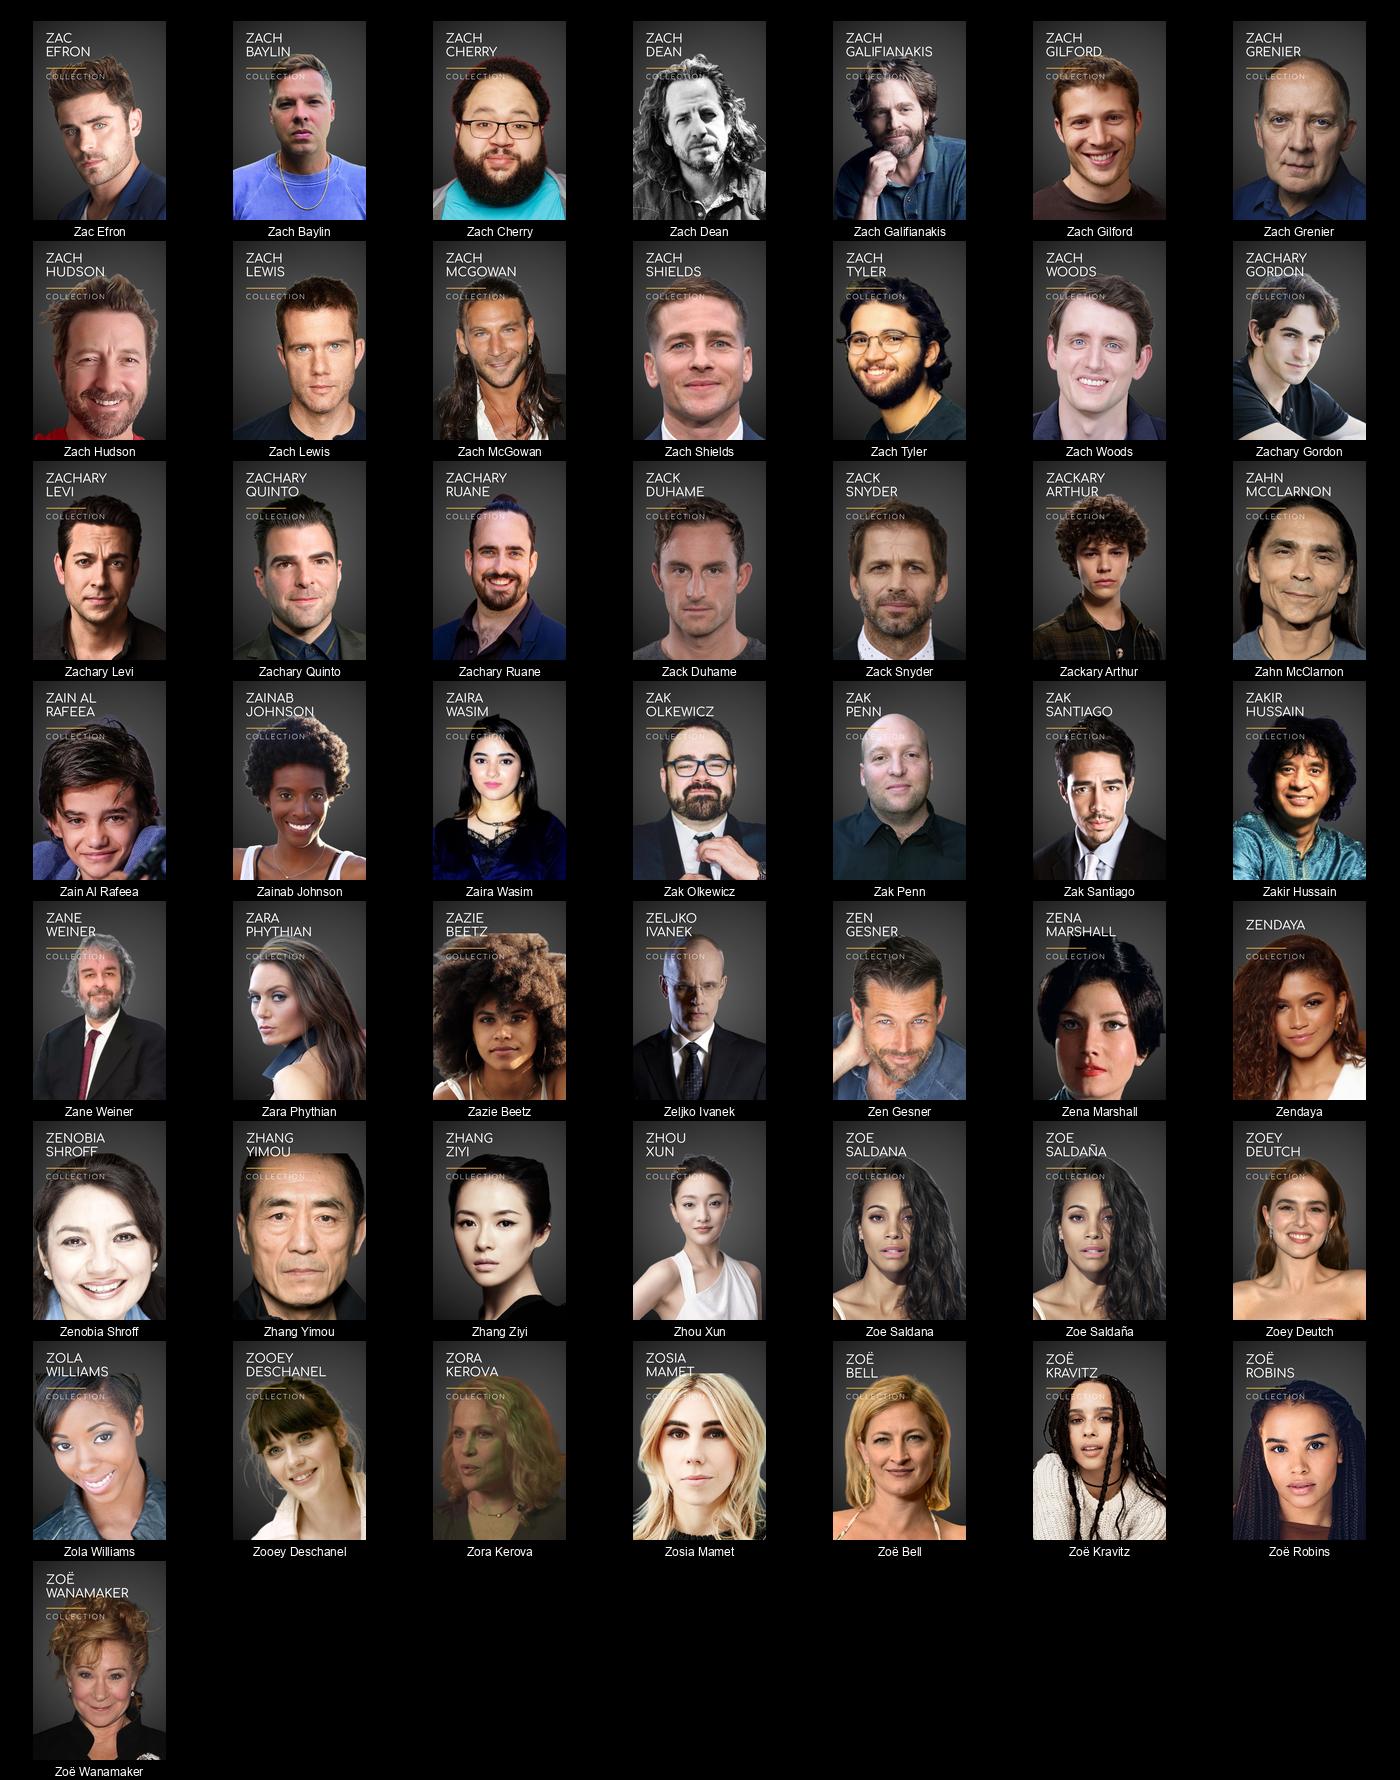 ZAC
EFRON
COLLECTION
Zac Efron
ZACH
BAYLIN
COLLECTION
Zach Baylin
ZACH
CHERRY
COLLECTION
Zach Cherry
ZACH
DEAN
COLLECTION
Zach Dean
ZACH
GALIFIANAKIS
COLLECTION
Zach Galifianakis
ZACH
GILFORD
COLLECTION
Zach Gilford
ZACH
GRENIER
COLLECTION
Zach Grenier
ZACH
HUDSON
COLLECTION
Zach Hudson
ZACH
LEWIS
COLLECTION
Zach Lewis
ZACH
MCGOWAN
COLLECTION
Zach McGowan
ZACH
SHIELDS
COLLECTION
Zach Shields
ZACH
TYLER
COLLECTION
Zach Tyler
ZACH
WOODS
COLLECTION
Zach Woods
ZACHARY
GORDON
COLLECTION
Zachary Gordon
ZACHARY
LEVI
COLLECTION
Zachary Levi
ZACHARY
QUINTO
COLLECTION
Zachary Quinto
ZACHARY
RUANE
COLLECTION
Zachary Ruane
ZACK
DUHAME
COLLECTION
Zack Duhame
ZACK
SNYDER
COLLECTION
Zack Snyder
ZACKARY
ARTHUR
COLLECTION
Zackary Arthur
ZAHN
MCCLARNON
COLLECTION
Zahn McClarnon
ZAIN AL
RAFEEA
COLLECTION
Zain Al Rafeea
ZAINAB
JOHNSON
COLLECTION
Zainab Johnson
ZAIRA
WASIM
COLLECTION
Zaira Wasim
ZAK
OLKEWICZ
COLLECTION
Zak Olkewicz
ZAK
PENN
COLLECTION
Zak Penn
ZAK
SANTIAGO
COLLECTION
Zak Santiago
ZAKIR
HUSSAIN
COLLECTION
Zakir Hussain
ZANE
WEINER
COLLECTION
Zane Weiner
ZARA
PHYTHIAN
COLLECTION
Zara Phythian
ZAZIE
BEETZ
COLLECTION
Zazie Beetz
ZELJKO
IVANEK
COLLECTION
Zeljko Ivanek
ZEN
GESNER
COLLECTION
Zen Gesner
ZENA
MARSHALL
COLLECTION
Zena Marshall
ZENDAYA
COLLECTION
Zendaya
ZENOBIA
SHROFF
COLLECTION
Zenobia Shroff
ZHANG
YIMOU
COLLECTION
Zhang Yimou
ZHANG
ZIYI
COLLECTION
Zhang Ziyi
ZHOU
XUN
COLLECTION
Zhou Xun
ZOE
SALDANA
COLLECTION
Zoe Saldana
ZOE
SALDAÑA
COLLECTION
Zoe Saldaña
ZOEY
DEUTCH
COLLECTION
Zoey Deutch
ZOLA
WILLIAMS
COLLECTION
Zola Williams
ZOOEY
DESCHANEL
COLLECTION
Zooey Deschanel
ZORA
KEROVA
COLLECTION
Zora Kerova
ZOSIA
MAMET
COLLECTION
Zosia Mamet
ZOË
BELL
COLLECTION
Zoë Bell
ZOË
KRAVITZ
COLLECTION
Zoë Kravitz
ZOË
ROBINS
COLLECTION
Zoë Robins
ZOË
WANAMAKER
COLLECTION
Zoë Wanamaker